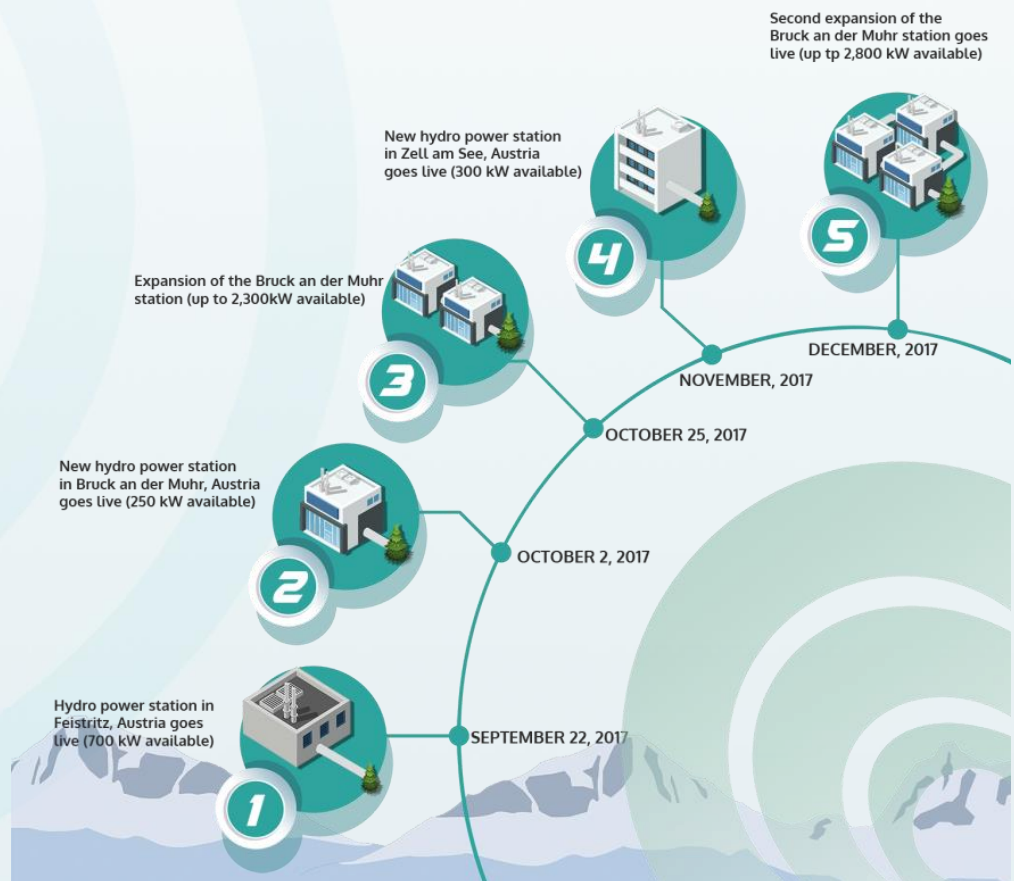 Second expansion of the
Bruck an der Muhr station goes
live (up tp 2,800 kW available)
5
DECEMBER, 2017
New hydro power station
in Zell am See, Austria
goes live (300 kW available)
4
NOVEMBER, 2017
Expansion of the Bruck an der Muhr
station (up to 2,300kW available)
3
OCTOBER 25, 2017
New hydro power station
in Bruck an der Muhr, Austria
goes live (250 kW available)
2
OCTOBER 2, 2017
Hydro power station in
Feistritz, Austria goes
live (700 kW available)
1
SEPTEMBER 22, 2017